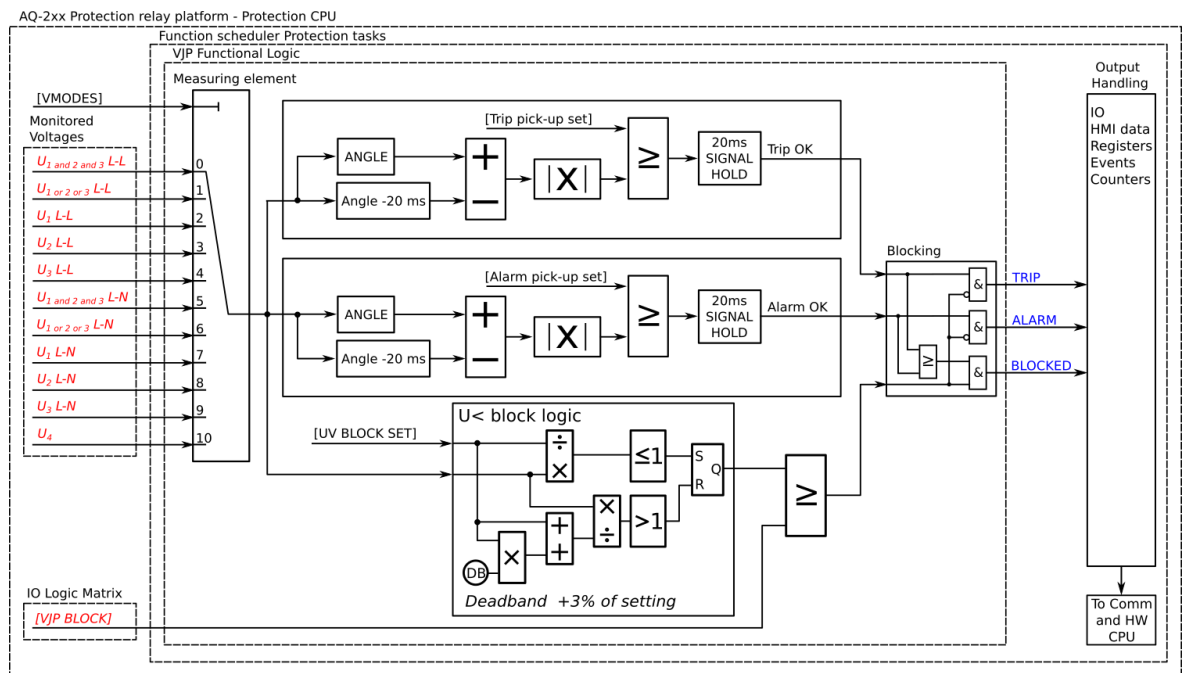 AQ-2xx Protection relay platform - Protection CPU
Function scheduler Protection tasks
VJP Functional Logic
Measuring element
[VMODES]
Monitored
Voltages
U1 and 2 and 3 L-L
U1 or 2 or 3 L-L
U1 L-L
U2 L-L
U3 L-L
U1 and 2 and 3 L-N
U1 or 2 or 3 L-N
U1 L-N
U2 L-N
U3 L-N
U4
0
1
2
3
4
5
6
7
8
9
10
[Trip pick-up set]
ANGLE
Angle -20 ms
+
−
|X|
≥
20ms
SIGNAL
HOLD
Trip OK
[Alarm pick-up set]
ANGLE
Angle -20 ms
+
−
|X|
≥
20ms
SIGNAL
HOLD
Alarm OK
U< block logic
[UV BLOCK SET]
÷
×
≤1
S
R
Q
×
÷
>1
+
+
×
DB
Deadband +3% of setting
≥
Blocking
&
&
≥
&
TRIP
ALARM
BLOCKED
Output
Handling
IO
HMI data
Registers
Events
Counters
To Comm
and HW
CPU
IO Logic Matrix
[VJP BLOCK]